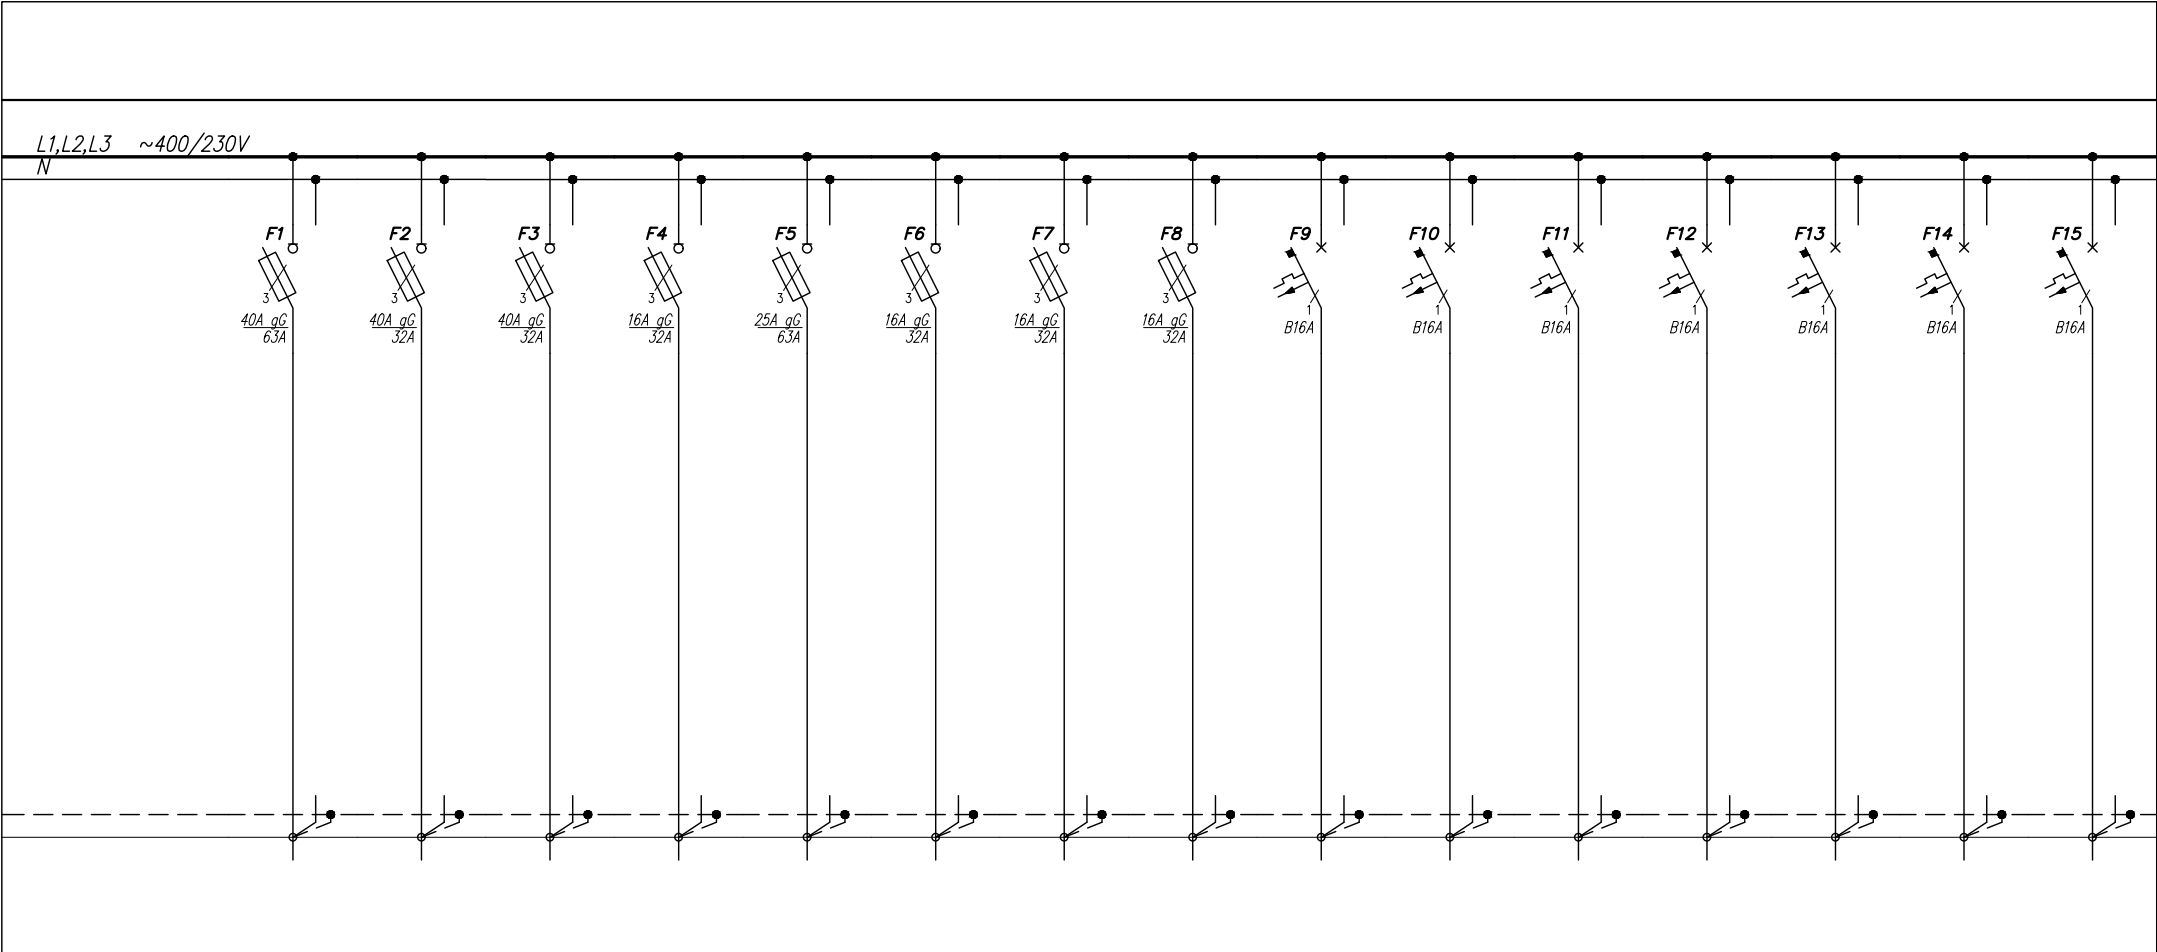 L1,L2,L3 ~400/230V
N
F1 F2 F3 F4 F5 F6 F7 F8 F9 F10 F11 F12 F13 F14 F15
3 3 3 3 3 3 3 3
1 1 1 1 1 1 1
40A gG 40A gG 40A gG 16A gG 25A gG 16A gG 16A gG 16A gG
B16A B16A B16A B16A B16A B16A B16A
63A 32A 32A 32A 63A 32A 32A 32A